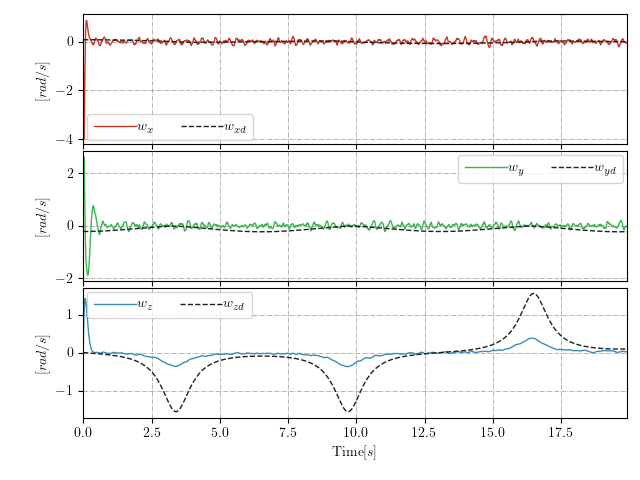 0
−2
−4
[rad/s]
w_x w_xd
2
0
−2
[rad/s]
w_y w_yd
1
0
−1
[rad/s]
w_z w_zd
0.0 2.5 5.0 7.5 10.0 12.5 15.0 17.5
Time[s]